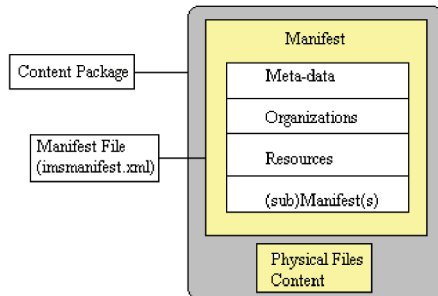 Manifest
Content Package
Meta-data
Organizations
Manifest File
(imsmanifest.xml)
Resources
(sub)Manifest(s)
Physical Files
Content